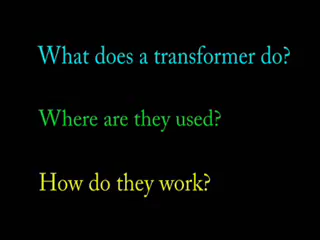 What does a transformer do?
Where are they used?
How do they work?